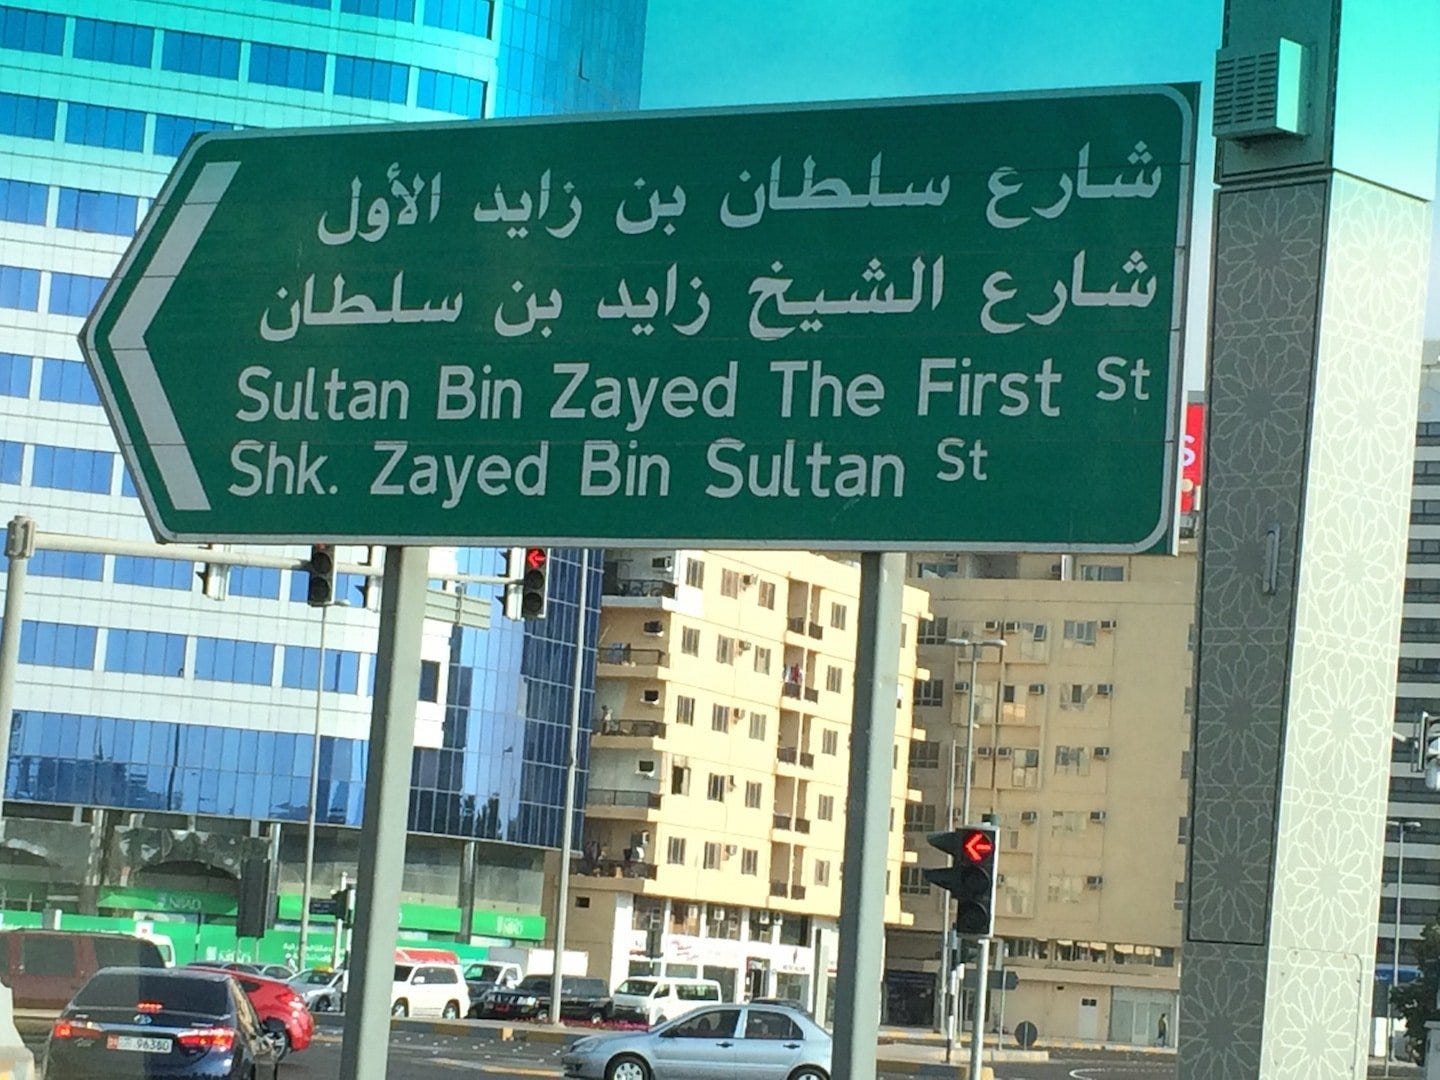 شارع سلطان بن زايد الأول
شارع الشيخ زايد بن سلطان
Sultan Bin Zayed The First St
Shk. Zayed Bin Sultan St
96380